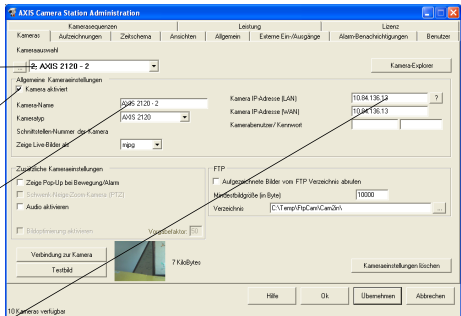 AXIS Camera Station Administration
Kamerasequenzen Leistung Lizenz
Kameras Aufzeichnungen Zeitschema Ansichten Allgemein Externe Ein-/Ausgänge Alarm-Benachrichtigungen Benutzer
Kameraauswahl
... 2: AXIS 2120 - 2 Kamera-Explorer
Allgemeine Kameraeinstellungen
Kamera aktiviert
Kamera-Name AXIS 2120 - 2 Kamera IP-Adresse (LAN) 10.84.136.13 ?
Kameratyp AXIS 2120 Kamera IP-Adresse (WAN) 10.84.136.13
Schnittstellen-Nummer der Kamera Kamerabenutzer/ Kennwort
Zeige Live-Bilder als mjpg
Zusätzliche Kameraeinstellungen FTP
Zeige Pop-Up bei Bewegung/Alarm Aufgezeichnete Bilder vom FTP Verzeichnis abrufen
Schwenk-Neige-Zoom-Kamera (PTZ) Mindestbildgröße (in Byte) 10000
Audio aktivieren Verzeichnis C:\Temp\FtpCam\Cam2in\ ...
Bildoptimierung aktivieren Vorgabefaktor: 50
Verbindung zur Kamera 7 KiloBytes
Testbild Kameraeinstellungen löschen
Hilfe Ok Übernehmen Abbrechen
10 Kameras verfügbar